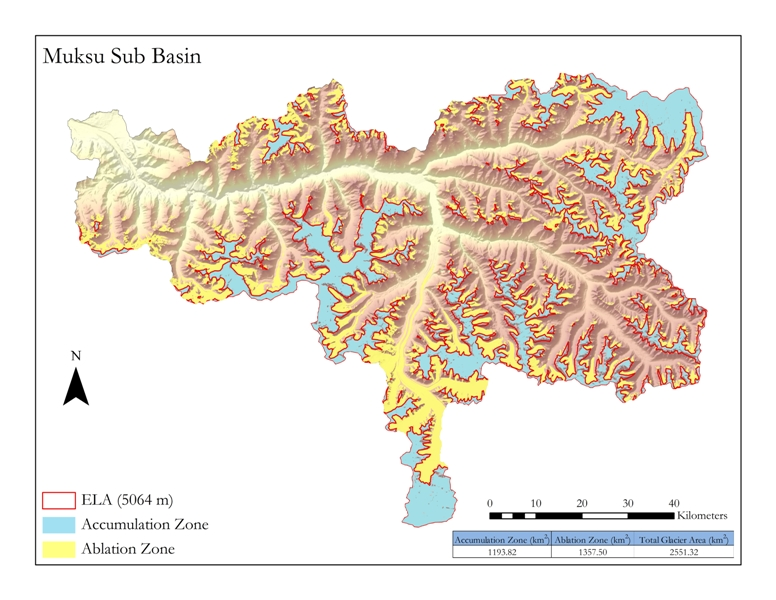 Muksu Sub Basin
N
ELA (5064 m)
Accumulation Zone
Ablation Zone
0 10 20 30 40
Kilometers
Accumulation Zone (km²) Ablation Zone (km²) Total Glacier Area (km²)
1193.82 1357.50 2551.32